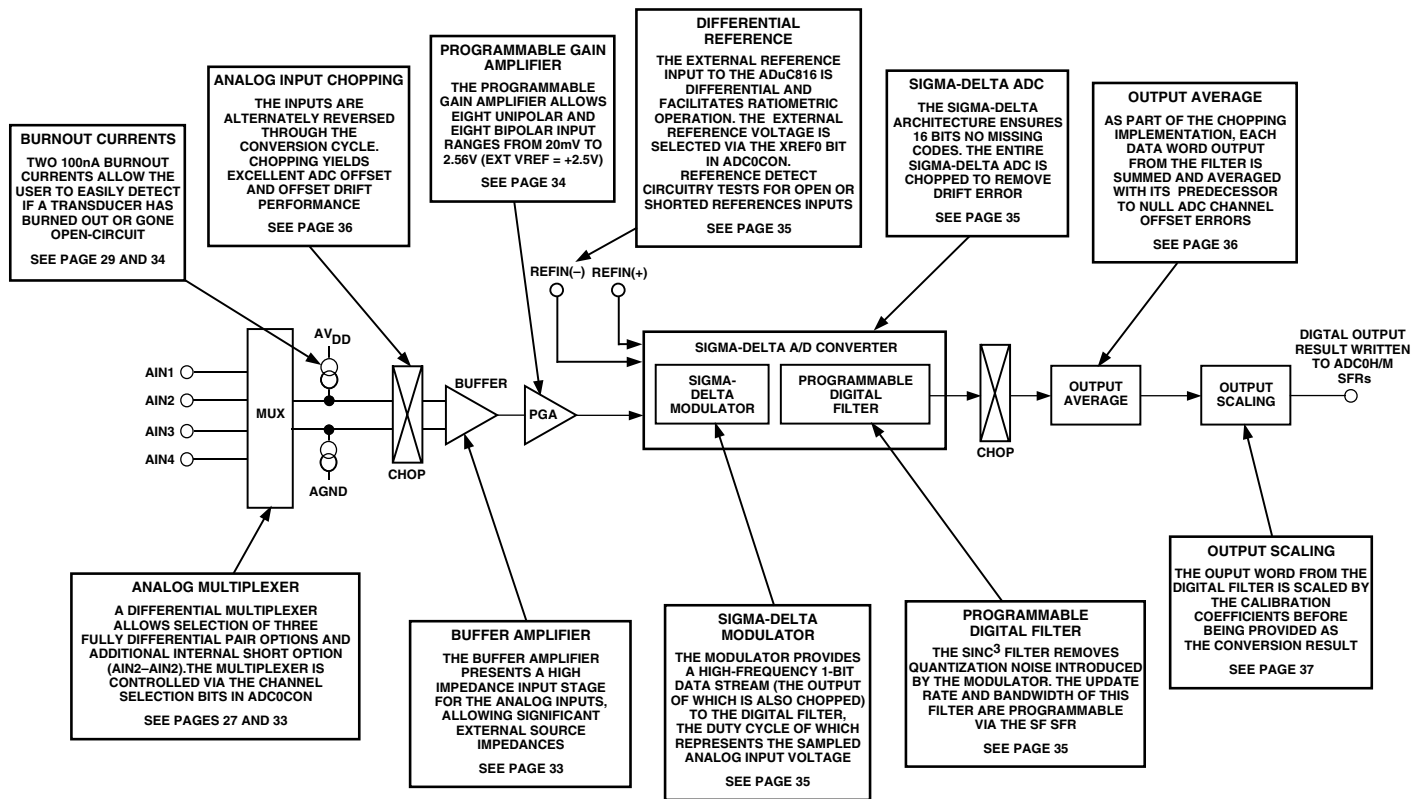 DIFFERENTIAL
REFERENCE
THE EXTERNAL REFERENCE
INPUT TO THE ADuC816 IS
DIFFERENTIAL AND
FACILITATES RATIOMETRIC
OPERATION. THE EXTERNAL
REFERENCE VOLTAGE IS
SELECTED VIA THE XREF0 BIT
IN ADC0CON.
REFERENCE DETECT
CIRCUITRY TESTS FOR OPEN OR
SHORTED REFERENCES INPUTS
SEE PAGE 35
PROGRAMMABLE GAIN
AMPLIFIER
THE PROGRAMMABLE
GAIN AMPLIFIER ALLOWS
EIGHT UNIPOLAR AND
EIGHT BIPOLAR INPUT
RANGES FROM 20mV TO
2.56V (EXT VREF = +2.5V)
SEE PAGE 34
ANALOG INPUT CHOPPING
THE INPUTS ARE
ALTERNATELY REVERSED
THROUGH THE
CONVERSION CYCLE.
CHOPPING YIELDS
EXCELLENT ADC OFFSET
AND OFFSET DRIFT
PERFORMANCE
SEE PAGE 36
SIGMA-DELTA ADC
THE SIGMA-DELTA
ARCHITECTURE ENSURES
16 BITS NO MISSING
CODES. THE ENTIRE
SIGMA-DELTA ADC IS
CHOPPED TO REMOVE
DRIFT ERROR
SEE PAGE 35
OUTPUT AVERAGE
AS PART OF THE CHOPPING
IMPLEMENTATION, EACH
DATA WORD OUTPUT
FROM THE FILTER IS
SUMMED AND AVERAGED
WITH ITS PREDECESSOR
TO NULL ADC CHANNEL
OFFSET ERRORS
SEE PAGE 36
BURNOUT CURRENTS
TWO 100nA BURNOUT
CURRENTS ALLOW THE
USER TO EASILY DETECT
IF A TRANSDUCER HAS
BURNED OUT OR GONE
OPEN-CIRCUIT
SEE PAGE 29 AND 34
REFIN(–) REFIN(+)
AVDD
AIN1
AIN2
AIN3
AIN4
MUX
AGND
CHOP
BUFFER
PGA
SIGMA-DELTA A/D CONVERTER
SIGMA-
DELTA
MODULATOR
PROGRAMMABLE
DIGITAL
FILTER
CHOP
OUTPUT
AVERAGE
OUTPUT
SCALING
DIGTAL OUTPUT
RESULT WRITTEN
TO ADC0H/M
SFRs
ANALOG MULTIPLEXER
A DIFFERENTIAL MULTIPLEXER
ALLOWS SELECTION OF THREE
FULLY DIFFERENTIAL PAIR OPTIONS AND
ADDITIONAL INTERNAL SHORT OPTION
(AIN2–AIN2).THE MULTIPLEXER IS
CONTROLLED VIA THE CHANNEL
SELECTION BITS IN ADC0CON
SEE PAGES 27 AND 33
BUFFER AMPLIFIER
THE BUFFER AMPLIFIER
PRESENTS A HIGH
IMPEDANCE INPUT STAGE
FOR THE ANALOG INPUTS,
ALLOWING SIGNIFICANT
EXTERNAL SOURCE
IMPEDANCES
SEE PAGE 33
SIGMA-DELTA
MODULATOR
THE MODULATOR PROVIDES
A HIGH-FREQUENCY 1-BIT
DATA STREAM (THE OUTPUT
OF WHICH IS ALSO CHOPPED)
TO THE DIGITAL FILTER,
THE DUTY CYCLE OF WHICH
REPRESENTS THE SAMPLED
ANALOG INPUT VOLTAGE
SEE PAGE 35
PROGRAMMABLE
DIGITAL FILTER
THE SINC3 FILTER REMOVES
QUANTIZATION NOISE INTRODUCED
BY THE MODULATOR. THE UPDATE
RATE AND BANDWIDTH OF THIS
FILTER ARE PROGRAMMABLE
VIA THE SF SFR
SEE PAGE 35
OUTPUT SCALING
THE OUPUT WORD FROM THE
DIGITAL FILTER IS SCALED BY
THE CALIBRATION
COEFFICIENTS BEFORE
BEING PROVIDED AS
THE CONVERSION RESULT
SEE PAGE 37